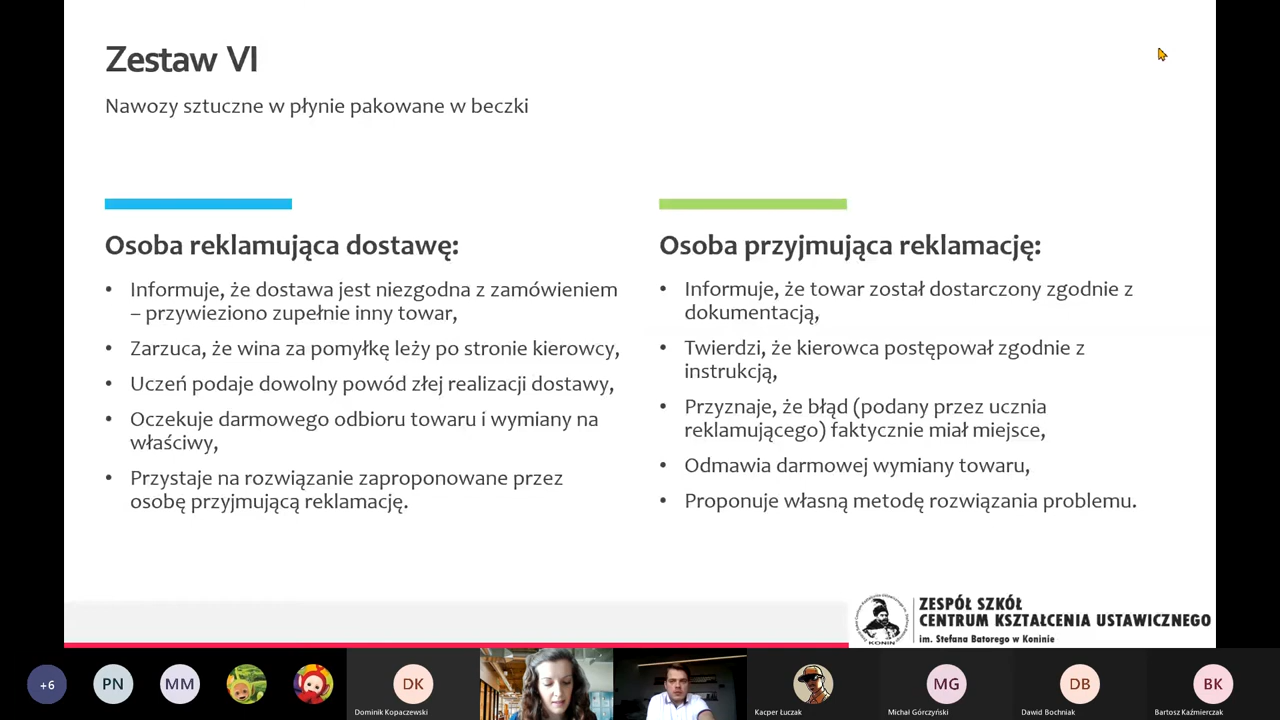 Zestaw VI
Nawozy sztuczne w płynie pakowane w beczki
Osoba reklamująca dostawę:
• Informuje, że dostawa jest niezgodna z zamówieniem
– przywieziono zupełnie inny towar,
• Zarzuca, że wina za pomyłkę leży po stronie kierowcy,
• Uczeń podaje dowolny powód złej realizacji dostawy,
• Oczekuje darmowego odbioru towaru i wymiany na
właściwy,
• Przystaje na rozwiązanie zaproponowane przez
osobę przyjmującą reklamację.
Osoba przyjmująca reklamację:
• Informuje, że towar został dostarczony zgodnie z
dokumentacją,
• Twierdzi, że kierowca postępował zgodnie z
instrukcją,
• Przyznaje, że błąd (podany przez ucznia
reklamującego) faktycznie miał miejsce,
• Odmawia darmowej wymiany towaru,
• Proponuje własną metodę rozwiązania problemu.
KONIN
ZESPÓŁ SZKÓŁ
CENTRUM KSZTAŁCENIA USTAWICZNEGO
im. Stefana Batorego w Koninie
+6
PN
MM
DK
Dominik Kopaczewski
Kacper Łuczak
MG
Michał Górczyński
DB
Dawid Bochniak
BK
Bartosz Kaźmierczak